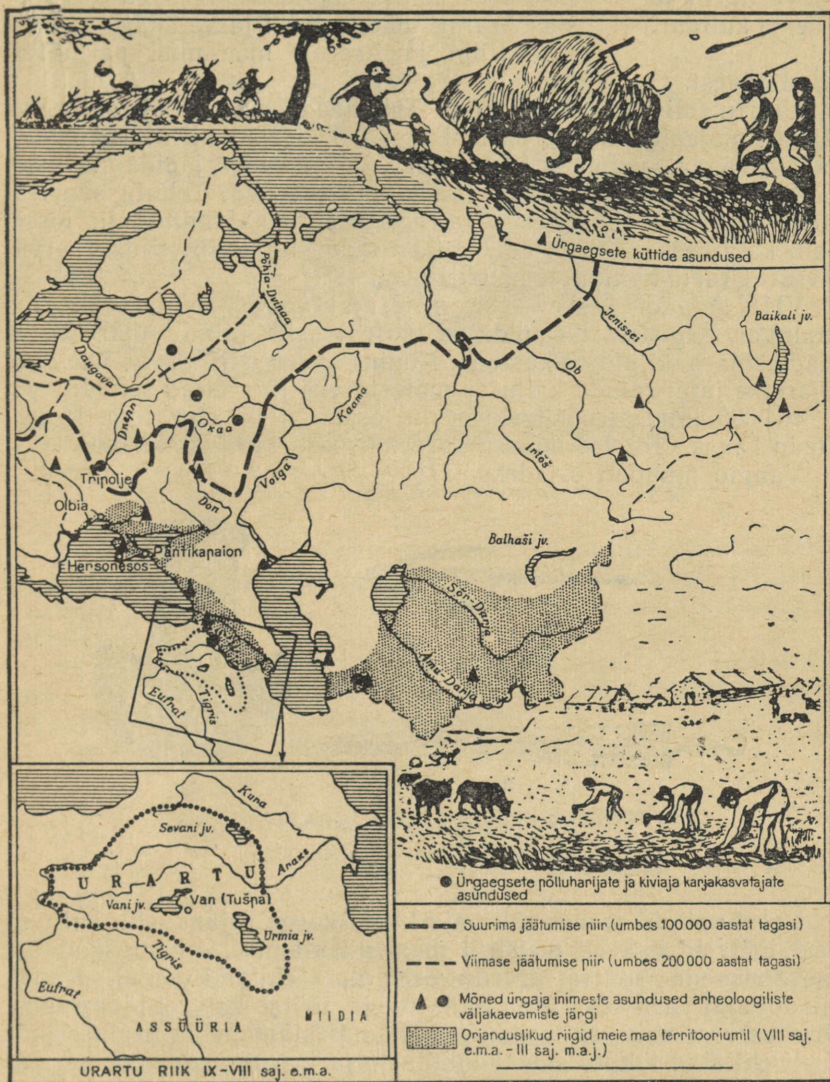 ▲ Ürgaegsete küttide asundused
Põhja-Dvinaa
Jenissei
Baikali jv.
Daugava
Ob
Dnepr
Okaa
Kaama
Tripolje
Volga
Irtõš
Don
Olbia
Pantikapaion
Hersonesos
Balhaši jv.
Sõr-Darja
Amu-Darja
Eufrat
Tigris
Kura
Sevani jv.
Araks
URARTU
Van (Tušpa)
Vani jv.
Urmia jv.
Tigris
Eufrat
ASSÜÜRIA
MIIDIA
URARTU RIIK IX-VIII saj. e.m.a.
● Ürgaegsete põlluharijate ja kiviaja karjakasvatajate
asundused
Suurima jäätumise piir (umbes 100 000 aastat tagasi)
Viimase jäätumise piir (umbes 200 000 aastat tagasi)
▲ ● Mõned ürgaja inimeste asundused arheoloogiliste
väljakaevamiste järgi
Orjanduslikud riigid meie maa territooriumil (VIII saj.
e.m.a. - III saj. m.a.j.)